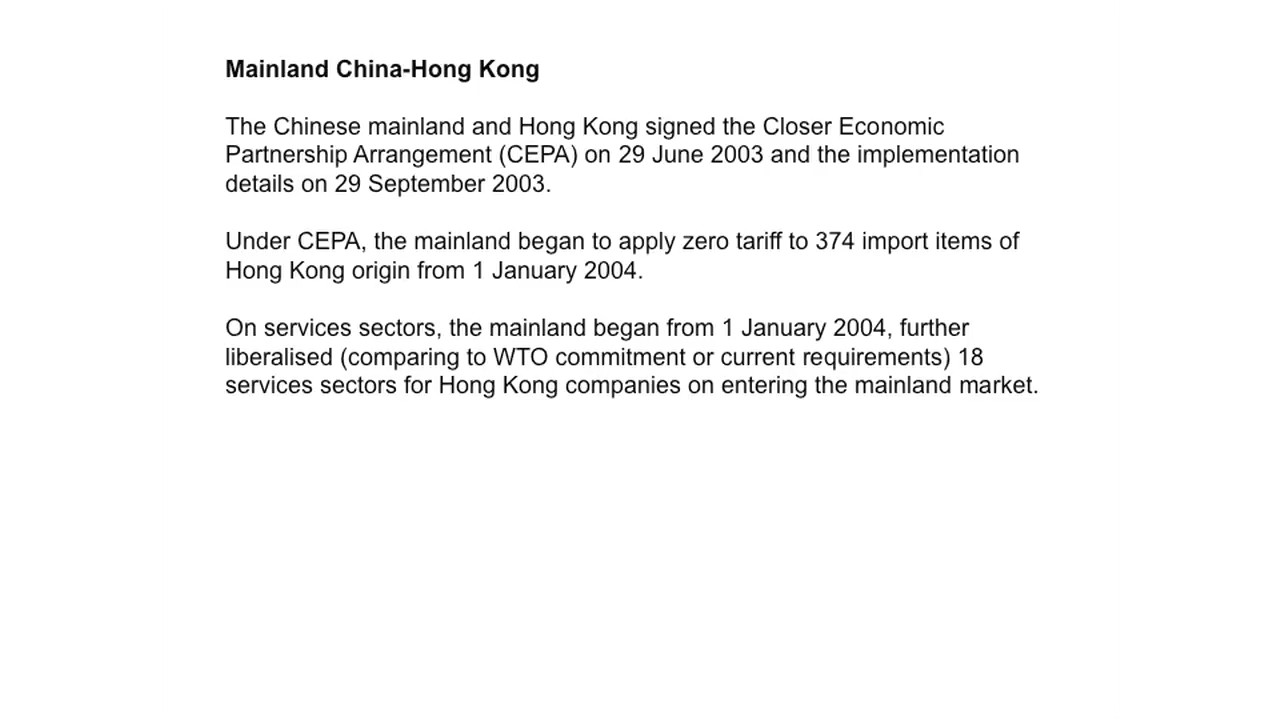 Mainland China-Hong Kong
The Chinese mainland and Hong Kong signed the Closer Economic
Partnership Arrangement (CEPA) on 29 June 2003 and the implementation
details on 29 September 2003.
Under CEPA, the mainland began to apply zero tariff to 374 import items of
Hong Kong origin from 1 January 2004.
On services sectors, the mainland began from 1 January 2004, further
liberalised (comparing to WTO commitment or current requirements) 18
services sectors for Hong Kong companies on entering the mainland market.